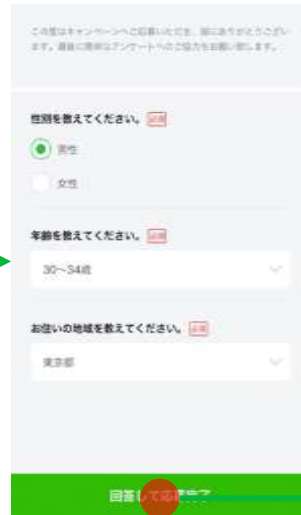 この度はキャンペーンへご応募いただき、誠にありがとうござい
ます。最後に簡単なアンケートへのご協力をお願い致します。
性別を教えてください。 必須
男性
女性
年齢を教えてください。 必須
30〜34歳
お住いの地域を教えてください。 必須
東京都
回答して応募完了